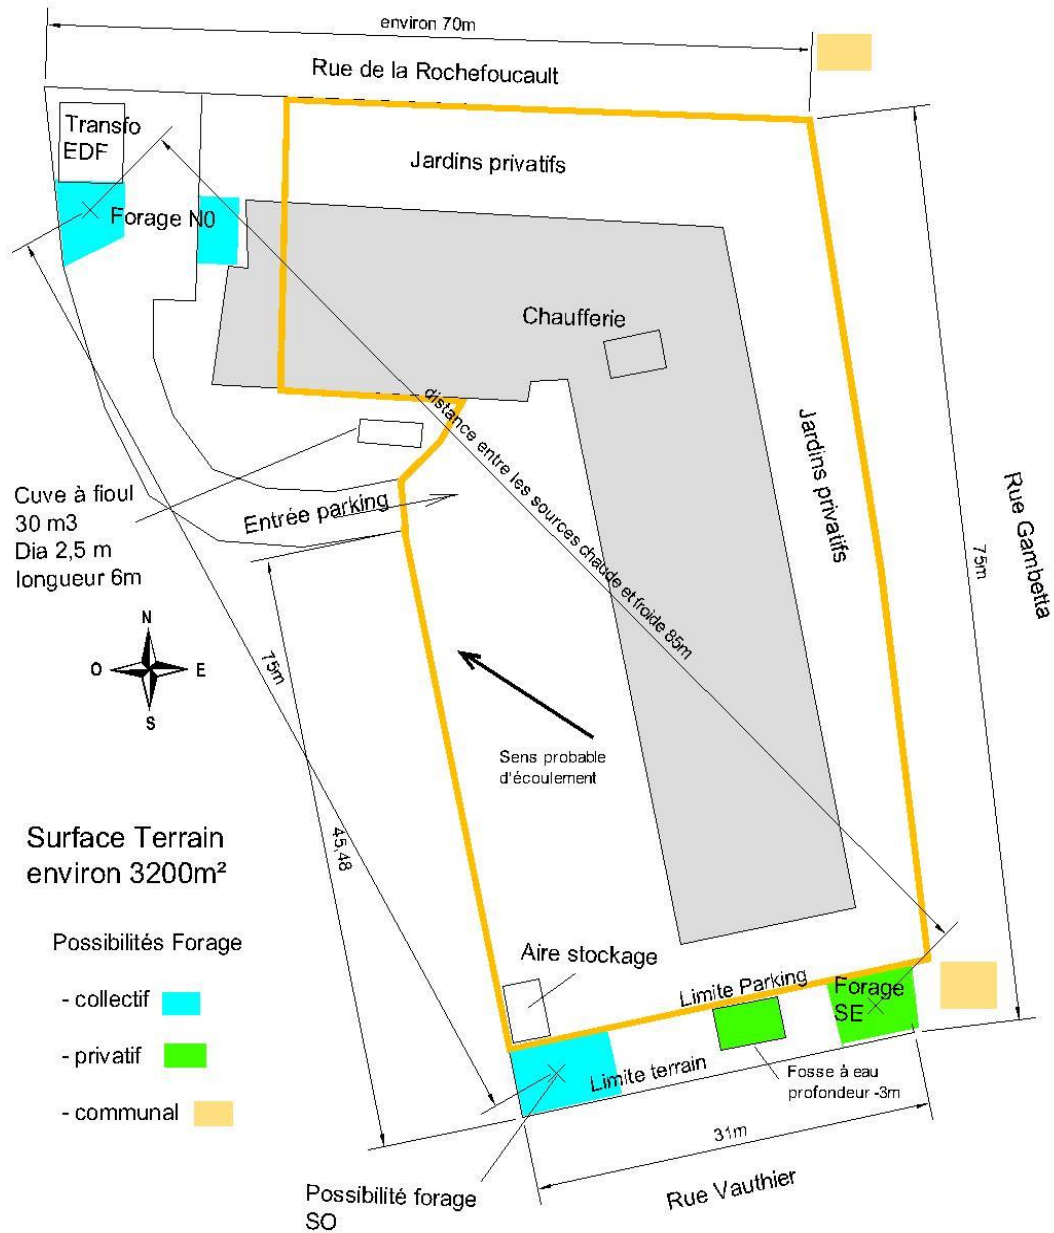 environ 70m
Rue de la Rochefoucault
Transfo
EDF
Jardins privatifs
Forage N0
Chaufferie
distance entre les sources chaude et froide 85m
Jardins privatifs
Rue Gambetta
75m
Cuve à fioul
30 m3
Dia 2,5 m
longueur 6m
Entrée parking
N
O
E
S
75m
Sens probable
d'écoulement
45,48
Surface Terrain
environ 3200m²
Possibilités Forage
- collectif
- privatif
- communal
Aire stockage
Limite Parking
Forage
SE
Limite terrain
Fosse à eau
profondeur -3m
31m
Rue Vauthier
Possibilité forage
SO